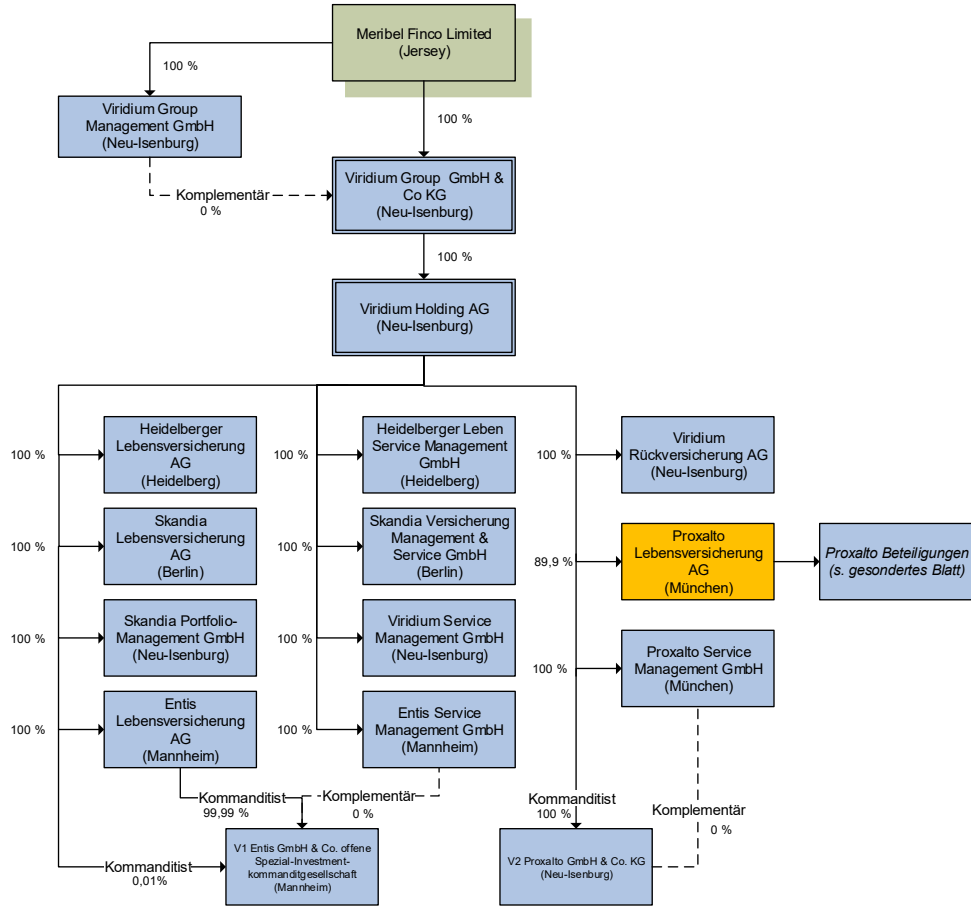 Meribel Finco Limited
(Jersey)
100 %
Viridium Group
Management GmbH
(Neu-Isenburg)
100 %
Komplementär
0 %
Viridium Group  GmbH &
Co KG
(Neu-Isenburg)
100 %
Viridium Holding AG
(Neu-Isenburg)
100 %
Heidelberger
Lebensversicherung
AG
(Heidelberg)
100 %
Heidelberger Leben
Service Management
GmbH
(Heidelberg)
100 %
Viridium
Rückversicherung AG
(Neu-Isenburg)
100 %
Skandia
Lebensversicherung
AG
(Berlin)
100 %
Skandia Versicherung
Management &
Service GmbH
(Berlin)
89,9 %
Proxalto
Lebensversicherung
AG
(München)
Proxalto Beteiligungen
(s. gesondertes Blatt)
100 %
Skandia Portfolio-
Management GmbH
(Neu-Isenburg)
100 %
Viridium Service
Management GmbH
(Neu-Isenburg)
100 %
Proxalto Service
Management GmbH
(München)
100 %
Entis
Lebensversicherung
AG
(Mannheim)
100 %
Entis Service
Management GmbH
(Mannheim)
Kommanditist
99,99 %
Komplementär
0 %
Kommanditist
100 %
Komplementär
0 %
Kommanditist
0,01%
V1 Entis GmbH & Co. offene
Spezial-Investment-
kommanditgesellschaft
(Mannheim)
V2 Proxalto GmbH & Co. KG
(Neu-Isenburg)